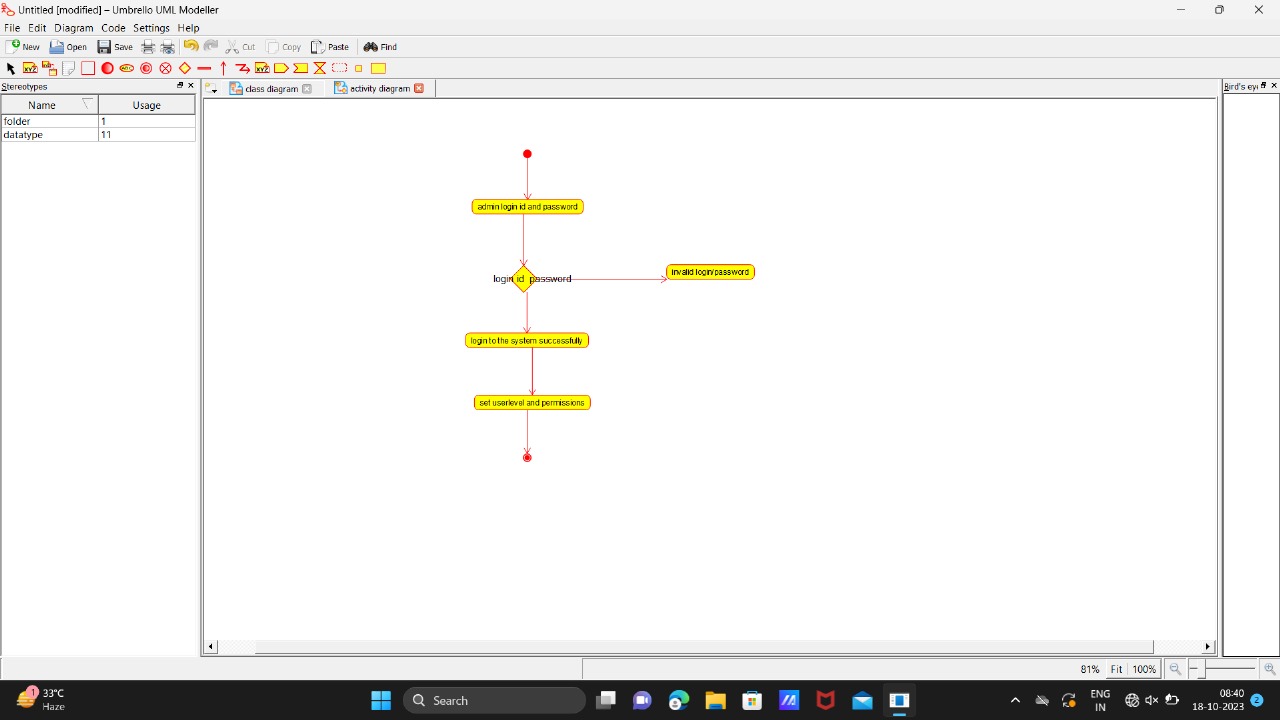 Untitled [modified] – Umbrello UML Modeller
File Edit Diagram Code Settings Help
New Open Save Cut Copy Paste Find
Stereotypes
class diagram activity diagram
Bird's eye
Name Usage
folder 1
datatype 11
admin login id and password
login id password
invalid login/password
login to the system successfully
set userlevel and permissions
81% Fit 100%
1
33°C
Haze
Search
ENG
IN
08:40
18-10-2023
2